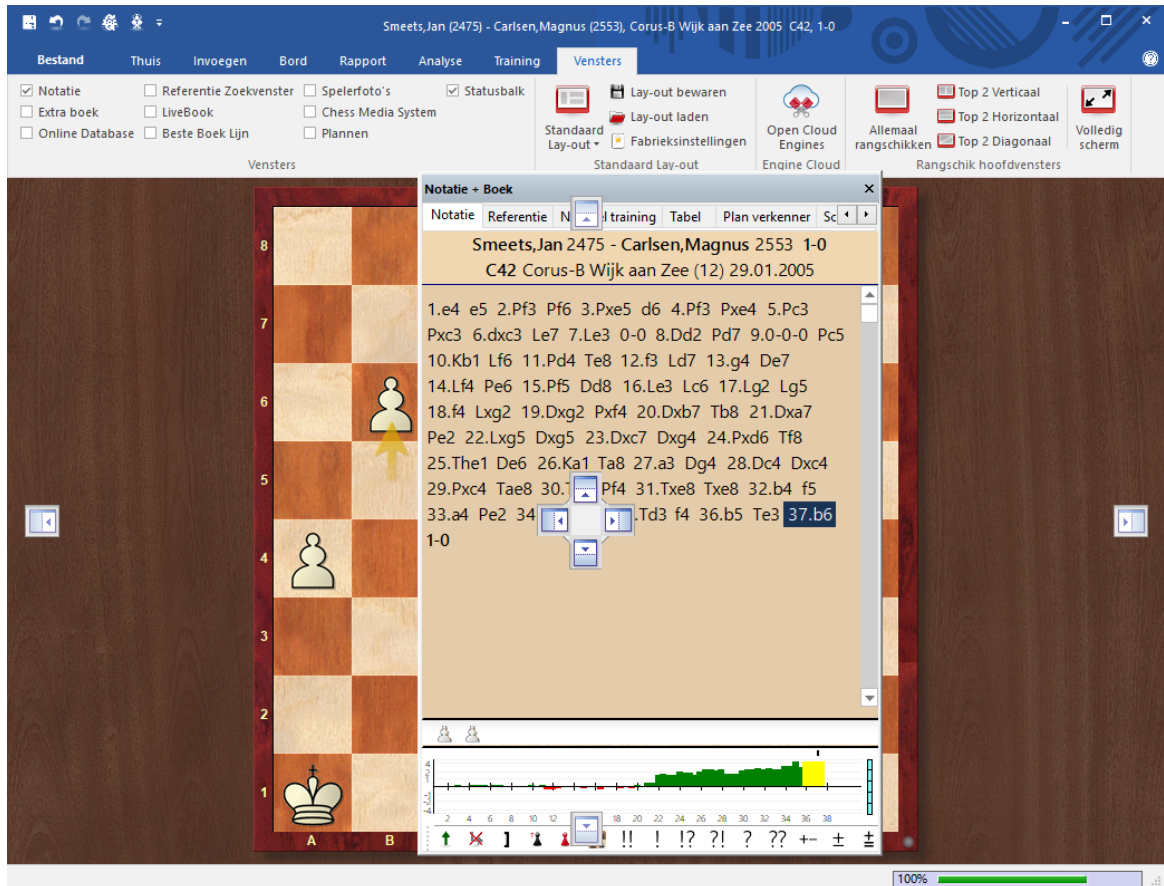 Smeets,Jan (2475) - Carlsen,Magnus (2553), Corus-B Wijk aan Zee 2005 C42, 1-0
Bestand Thuis Invoegen Bord Rapport Analyse Training Vensters
Notatie Referentie Zoekvenster Spelerfoto's Statusbalk
Extra boek LiveBook Chess Media System
Online Database Beste Boek Lijn Plannen
Vensters
Standaard Lay-out
Lay-out bewaren
Lay-out laden
Fabrieksinstellingen
Standaard Lay-out
Open Cloud Engines
Engine Cloud
Allemaal rangschikken
Top 2 Verticaal
Top 2 Horizontaal
Top 2 Diagonaal
Volledig scherm
Rangschik hoofdvensters
Notatie + Boek
Notatie Referentie training Tabel Plan verkenner
Smeets,Jan 2475 - Carlsen,Magnus 2553 1-0
C42 Corus-B Wijk aan Zee (12) 29.01.2005
1.e4 e5 2.Pf3 Pf6 3.Pxe5 d6 4.Pf3 Pxe4 5.Pc3
Pxc3 6.dxc3 Le7 7.Le3 0-0 8.Dd2 Pd7 9.0-0-0 Pc5
10.Kb1 Lf6 11.Pd4 Te8 12.f3 Ld7 13.g4 De7
14.Lf4 Pe6 15.Pf5 Dd8 16.Le3 Lc6 17.Lg2 Lg5
18.f4 Lxg2 19.Dxg2 Pxf4 20.Dxb7 Tb8 21.Dxa7
Pe2 22.Lxg5 Dxg5 23.Dxc7 Dxg4 24.Pxd6 Tf8
25.The1 De6 26.Ka1 Ta8 27.a3 Dg4 28.Dc4 Dxc4
29.Pxc4 Tae8 Pf4 31.Txe8 Txe8 32.b4 f5
33.a4 Pe2 34 .Td3 f4 36.b5 Te3 37.b6
1-0
8
7
6
5
4
3
2
1
A B
4
2
1
-1
-2
-4
2 4 6 8 10 12 18 20 22 24 26 28 30 32 34 36 38
] !! ! !? ?! ? ?? +- ± ⩲
100%